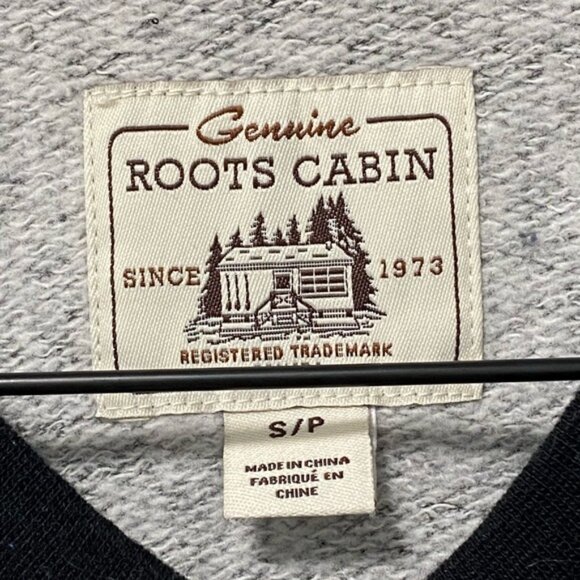 Genuine
ROOTS CABIN
SINCE 1973
REGISTERED TRADEMARK
S/P
MADE IN CHINA
FABRIQUÉ EN
CHINE